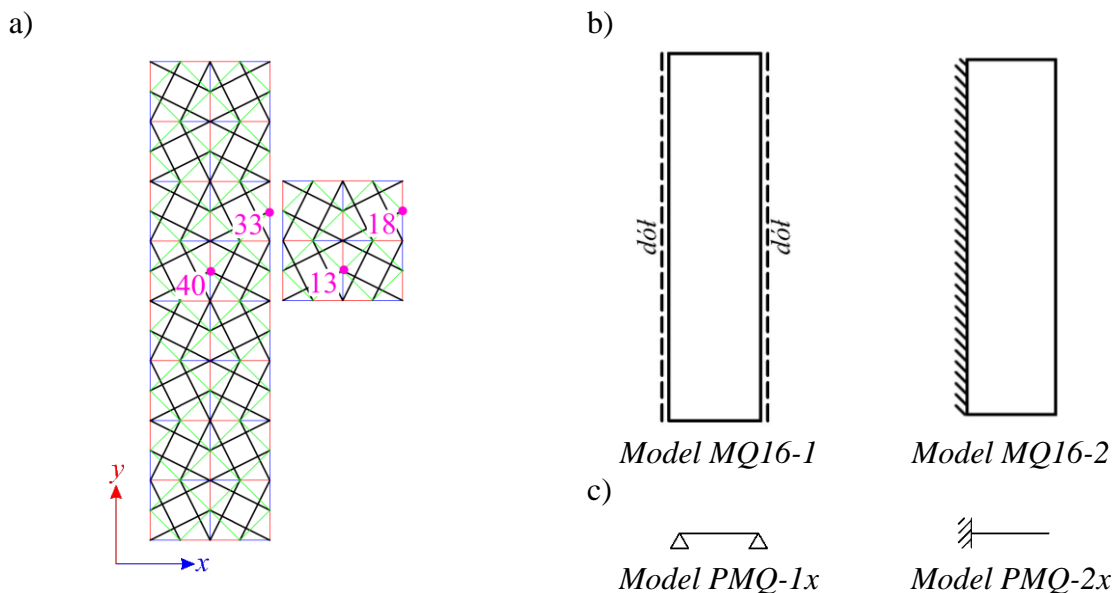 a)
b)
33
18
40
13
dół
dół
Model MQ16-1
Model MQ16-2
c)
y
x
Model PMQ-1x
Model PMQ-2x